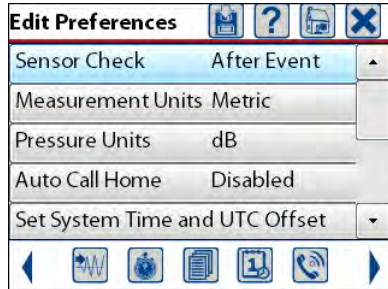 Edit Preferences ?
Sensor Check After Event
Measurement Units Metric
Pressure Units dB
Auto Call Home Disabled
Set System Time and UTC Offset
1